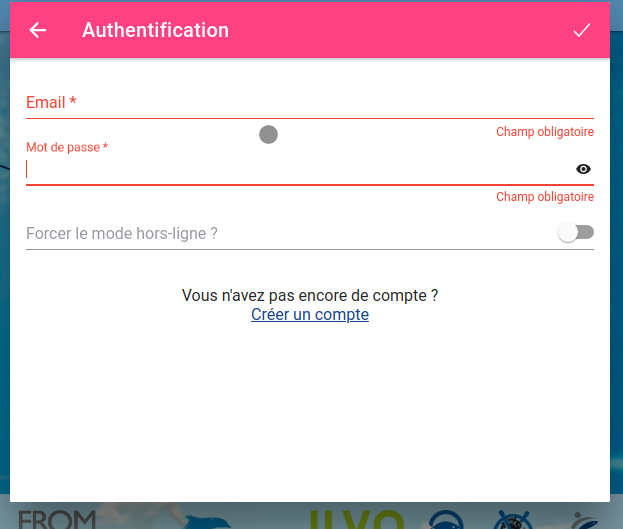 Authentification
Email *
Champ obligatoire
Mot de passe *
Champ obligatoire
Forcer le mode hors-ligne ?
Vous n'avez pas encore de compte ?
Créer un compte
FROM
ILVO